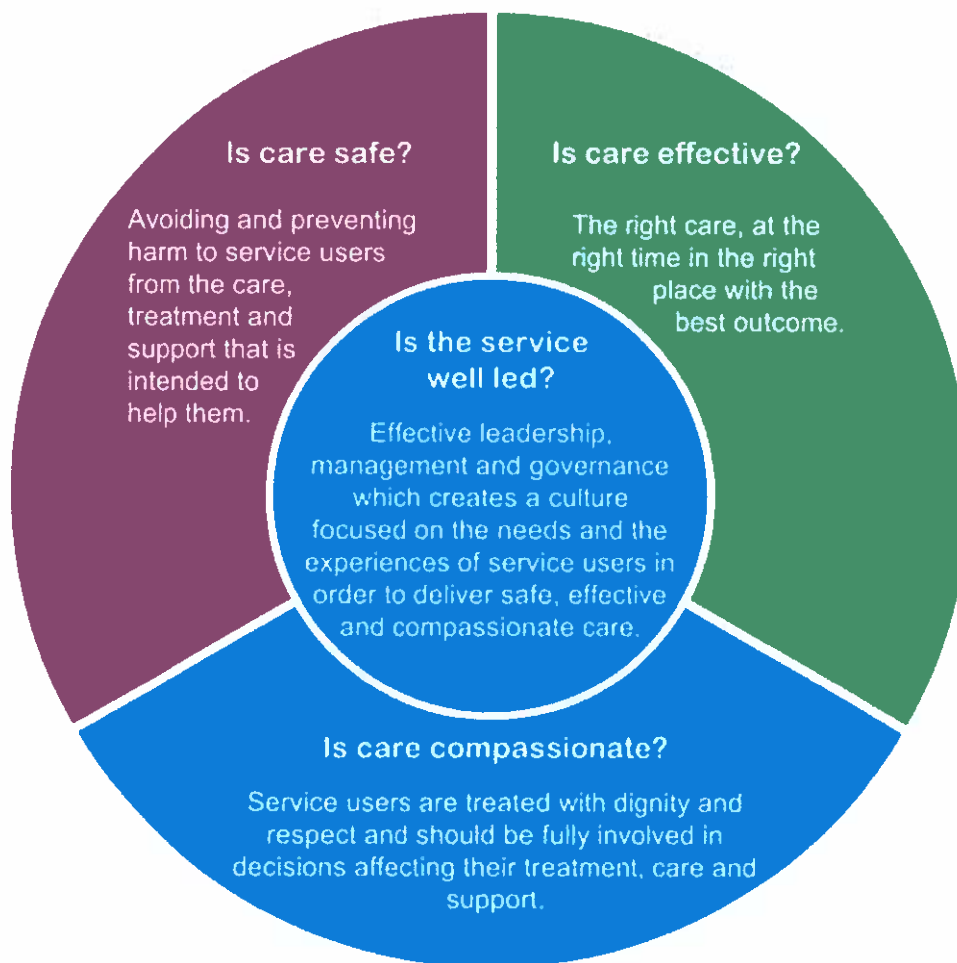 Is care safe?
Avoiding and preventing
harm to service users
from the care,
treatment and
support that is
intended to
help them.
Is care effective?
The right care, at the
right time in the right
place with the
best outcome.
Is the service
well led?
Effective leadership,
management and governance
which creates a culture
focused on the needs and the
experiences of service users in
order to deliver safe, effective
and compassionate care.
Is care compassionate?
Service users are treated with dignity and
respect and should be fully involved in
decisions affecting their treatment, care and
support.